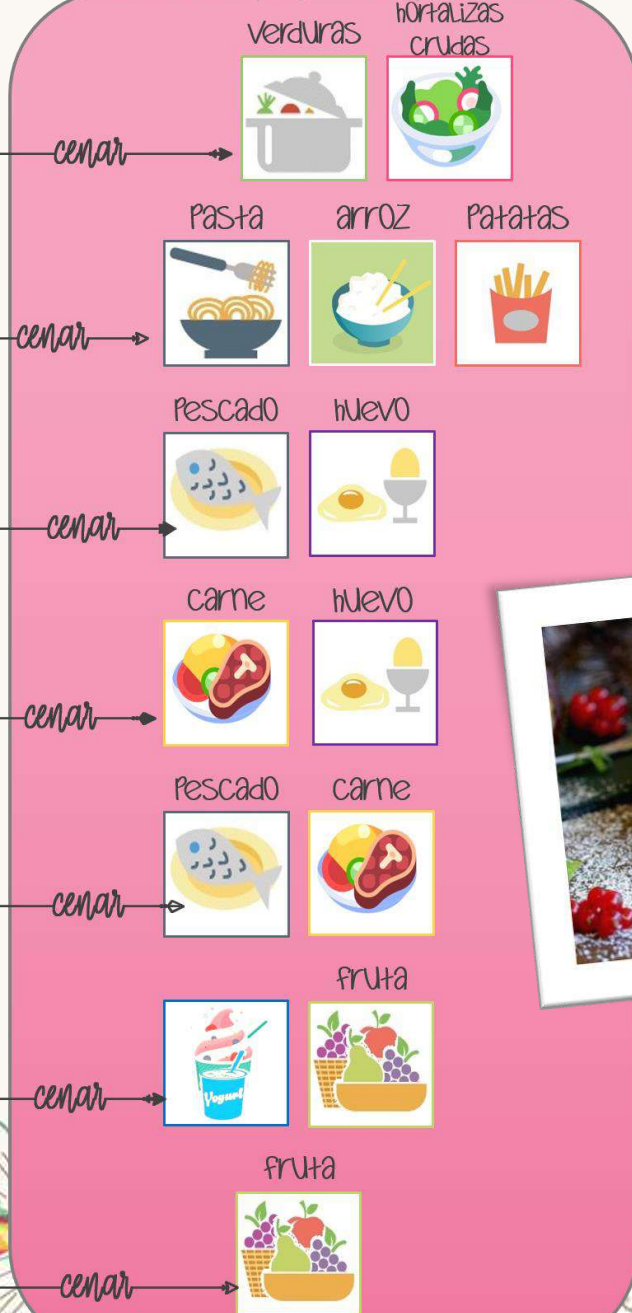 verduras
hortalizas
crudas
cenar
pasta
arroz
patatas
cenar
pescado
huevo
cenar
carne
huevo
cenar
pescado
carne
cenar
fruta
Yogurt
cenar
fruta
cenar